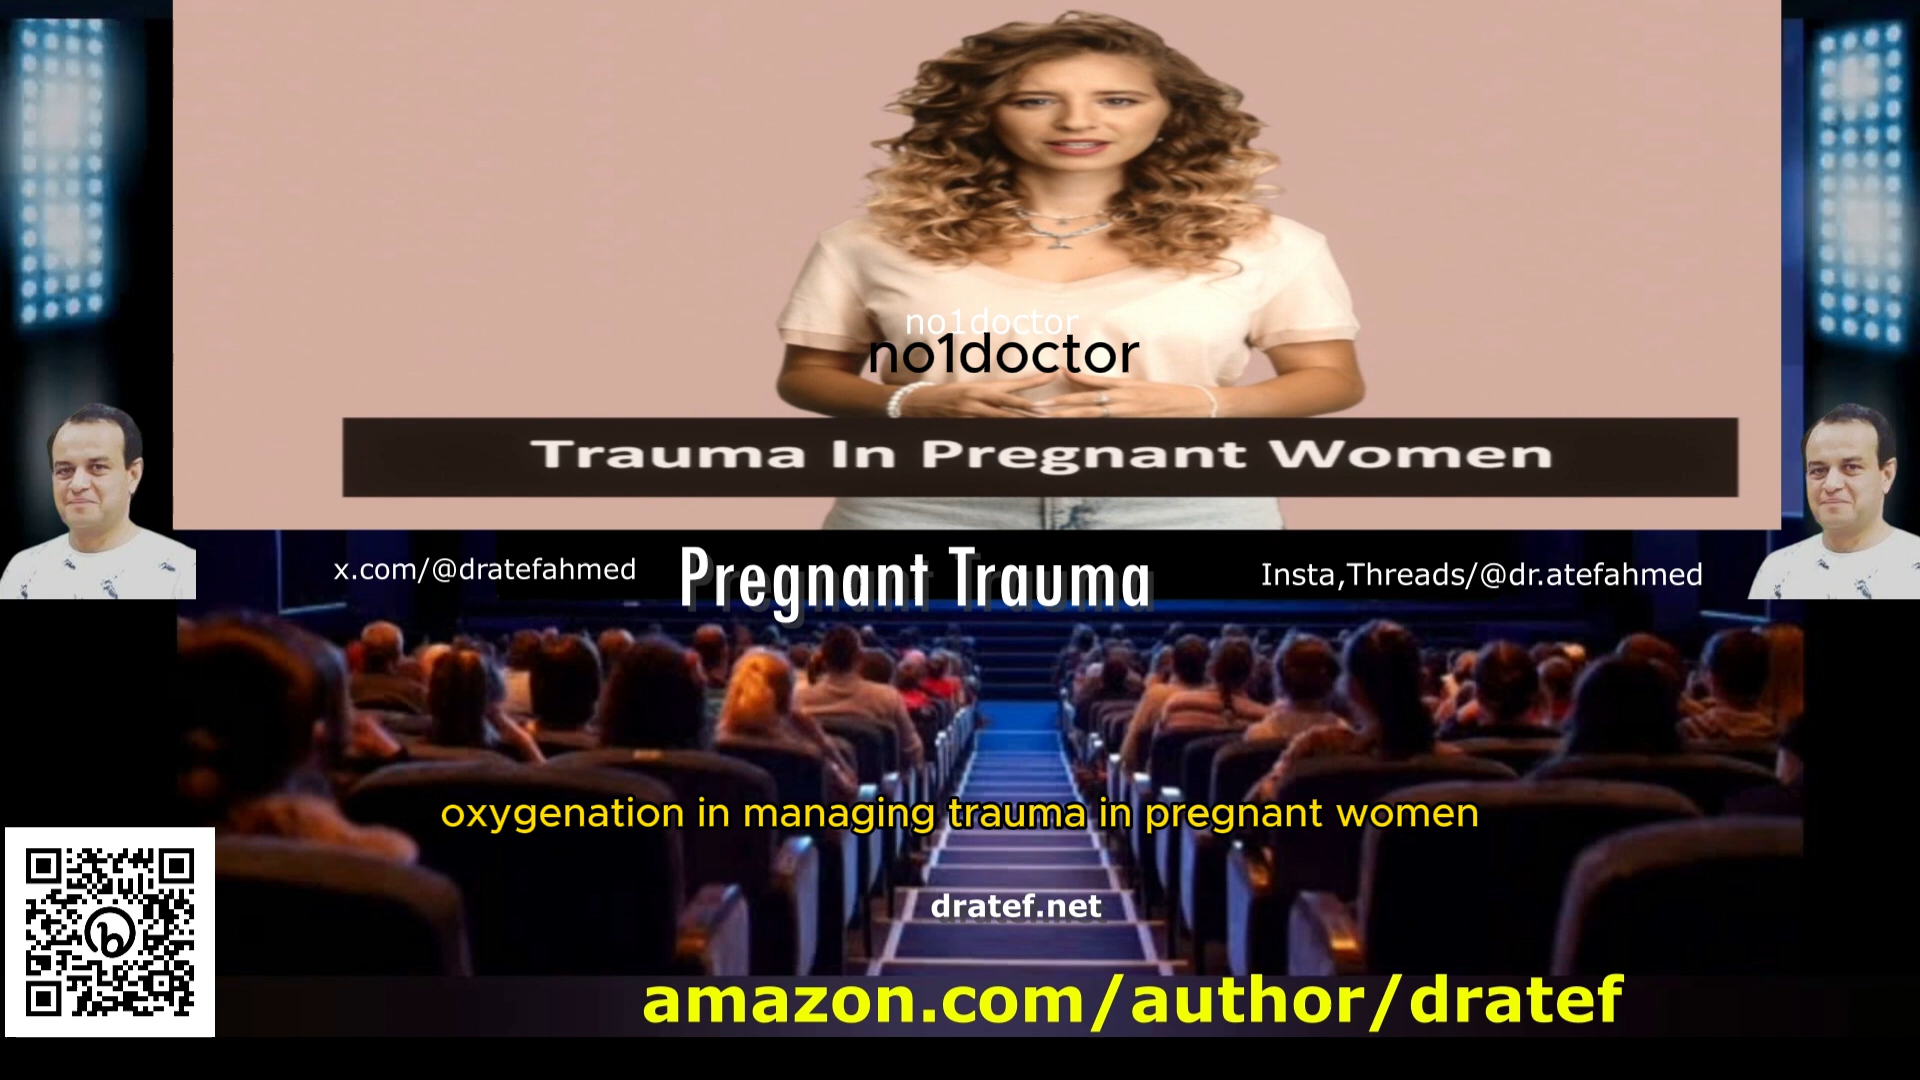 no1doctor
no1doctor
Trauma In Pregnant Women
x.com/@dratefahmed
Pregnant Trauma
Insta,Threads/@dr.atefahmed
oxygenation in managing trauma in pregnant women
dratef.net
amazon.com/author/dratef